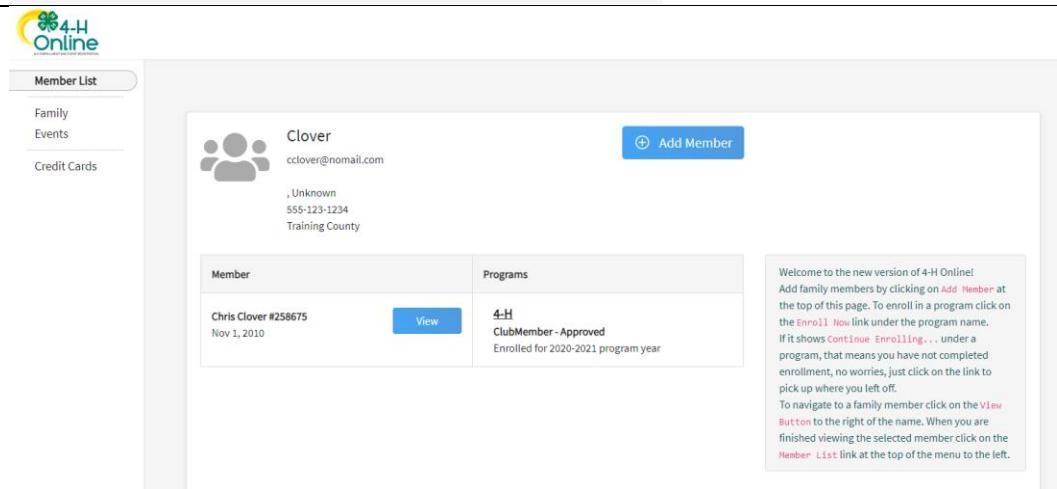 4-H
Online
Member List
Family
Events
Credit Cards
Clover
cclover@nomail.com
, Unknown
555-123-1234
Training County
Add Member
Member
Programs
Chris Clover #258675
Nov 1, 2010
View
4-H
ClubMember - Approved
Enrolled for 2020-2021 program year
Welcome to the new version of 4-H Online!
Add family members by clicking on Add Member at
the top of this page. To enroll in a program click on
the Enroll Now link under the program name.
If it shows Continue Enrolling... under a
program, that means you have not completed
enrollment, no worries, just click on the link to
pick up where you left off.
To navigate to a family member click on the View
Button to the right of the name. When you are
finished viewing the selected member click on the
Member List link at the top of the menu to the left.